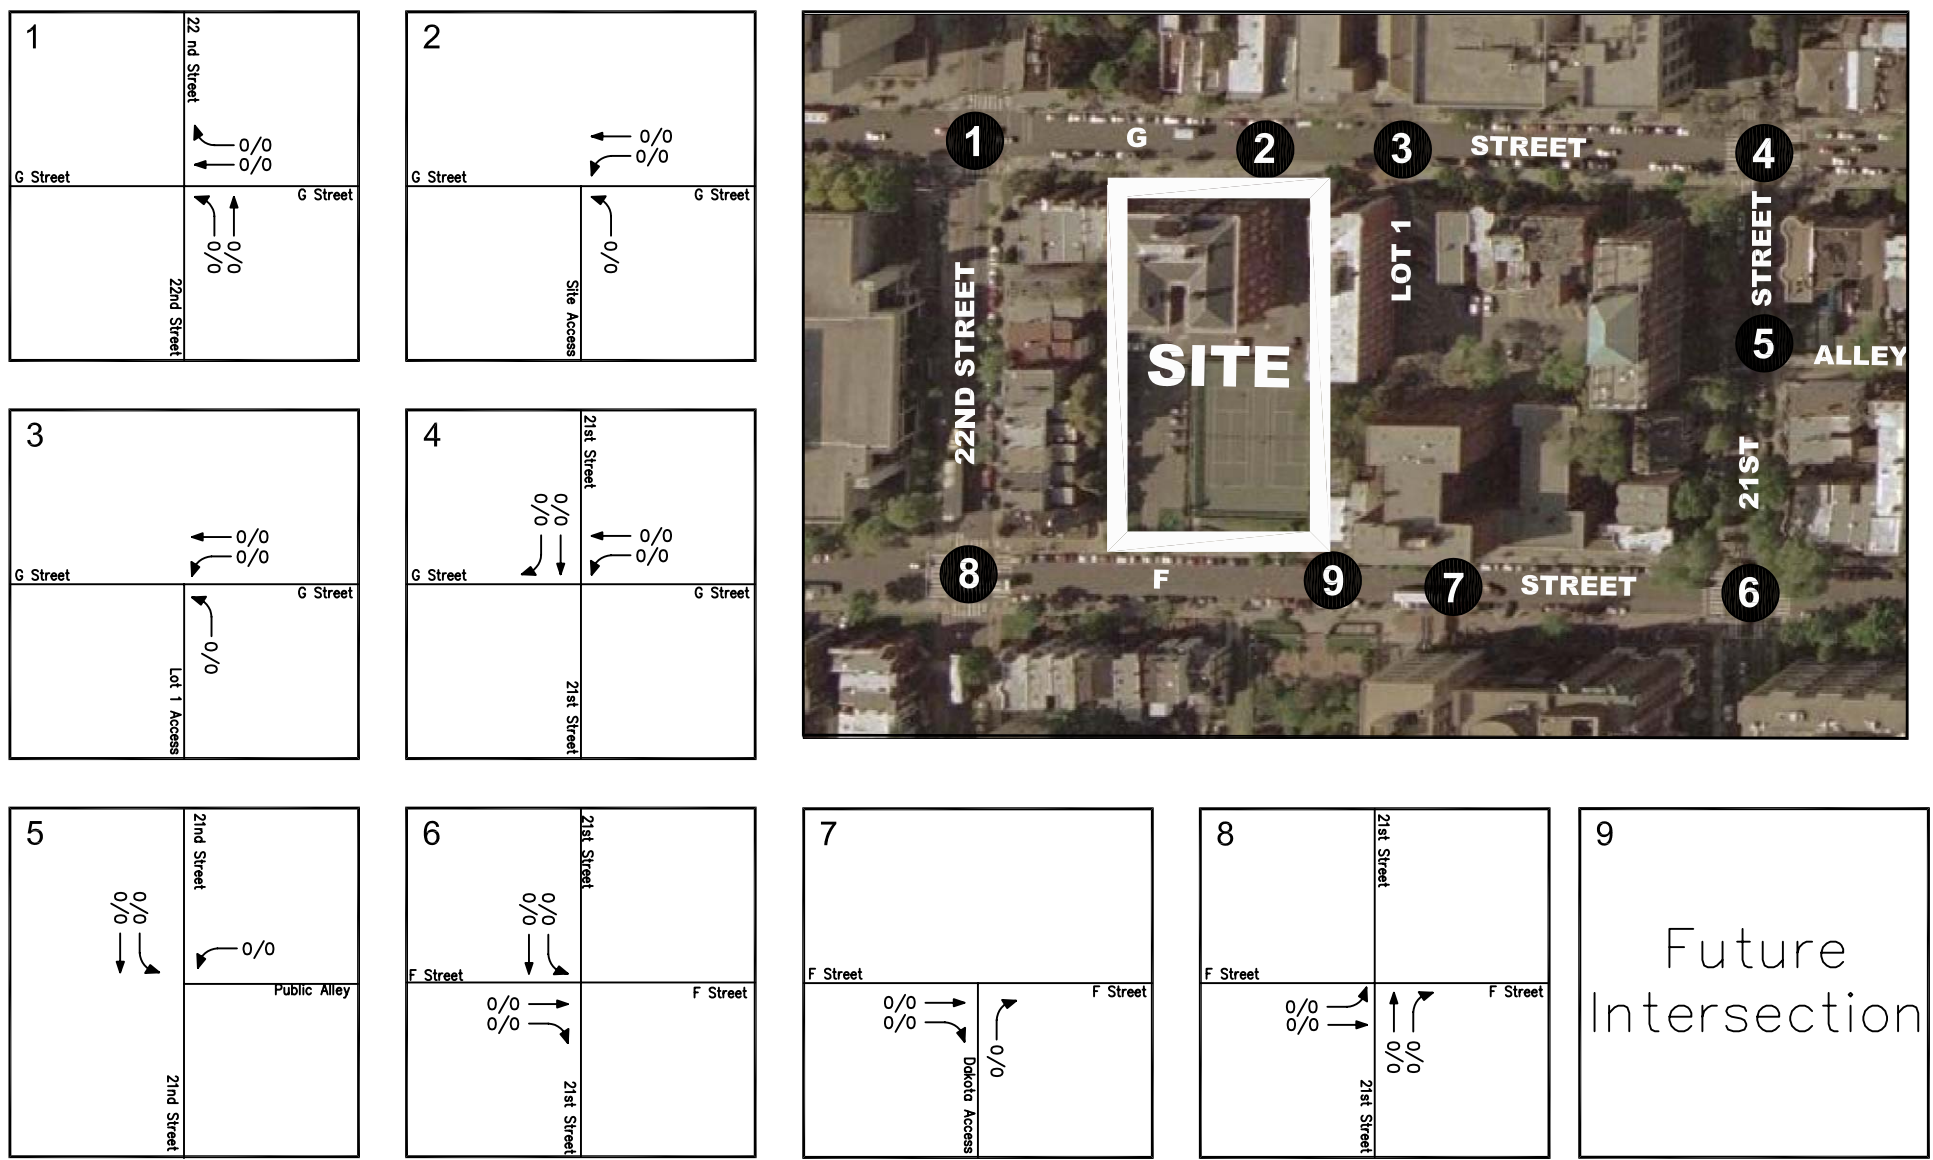 1
22 nd Street
0/0
0/0
G Street
G Street
0/0
0/0
22nd Street
2
0/0
0/0
G Street
G Street
0/0
Site Access
3
0/0
0/0
G Street
G Street
0/0
Lot 1 Access
4
21st Street
0/0
0/0
0/0
0/0
G Street
G Street
21st Street
1
G
2
3
STREET
4
22ND STREET
SITE
LOT 1
21ST STREET
5
ALLEY
8
F
9
7
STREET
6
5
21nd Street
0/0
0/0
0/0
Public Alley
21nd Street
6
21st Street
0/0
0/0
F Street
F Street
0/0
0/0
21st Street
7
F Street
F Street
0/0
0/0
0/0
Dakota Access
8
21st Street
F Street
F Street
0/0
0/0
0/0
0/0
21st Street
9
Future
Intersection